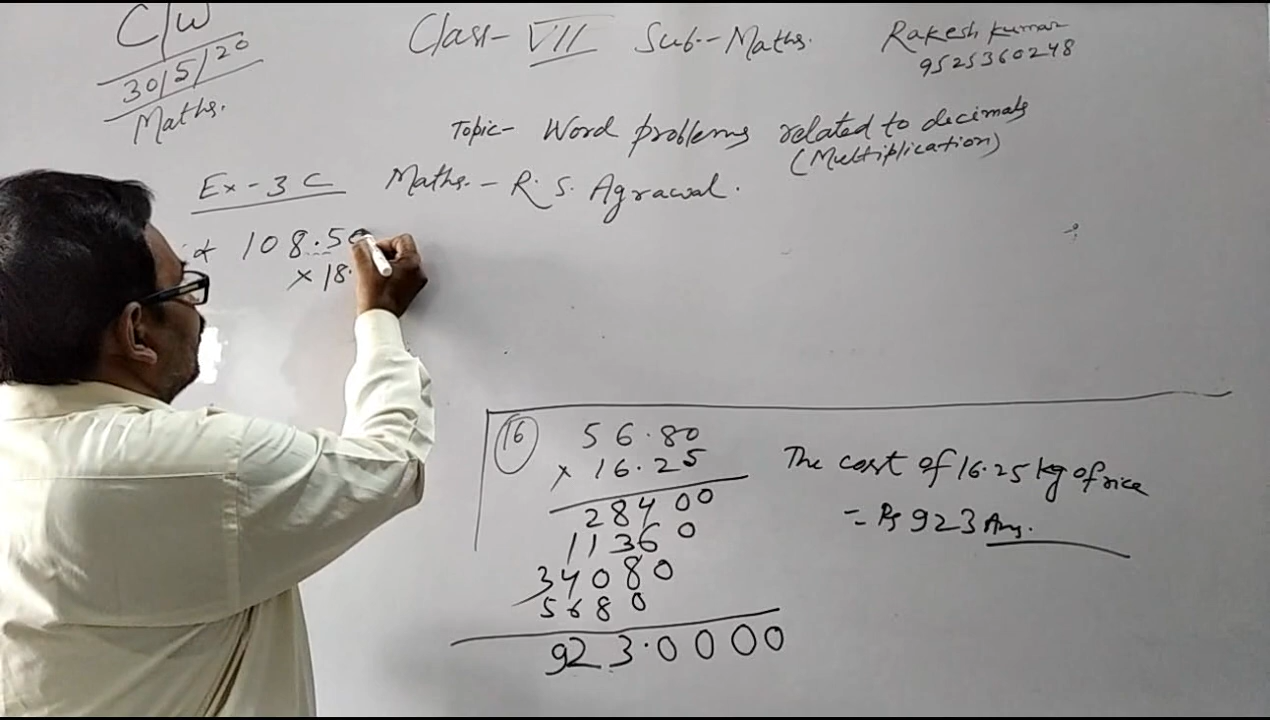 C/W
30/5/20
Maths.
Class- VII Sub:- Maths.
Rakesh Kumar
9525360248
Topic- Word problems related to decimals
(Multiplication)
Ex-3C Maths.- R.S. Agrawal.
108.50
×18.
16 56.80
×16.25
28400
11360
34080
5680
923.0000
The cost of 16.25 kg of rice
= Rs 923 Ans.